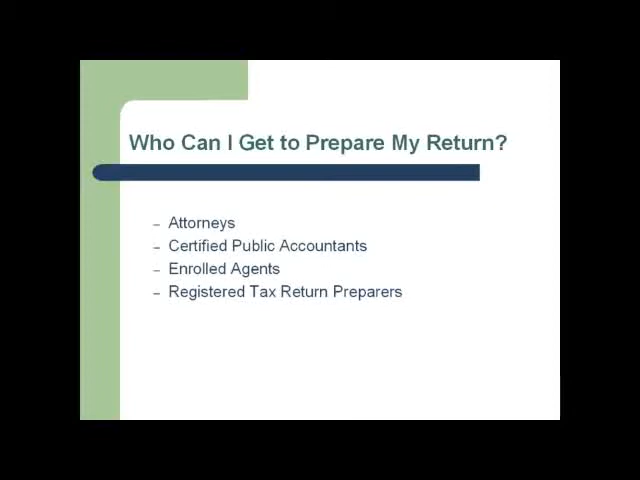 Who Can I Get to Prepare My Return?
– Attorneys
– Certified Public Accountants
– Enrolled Agents
– Registered Tax Return Preparers